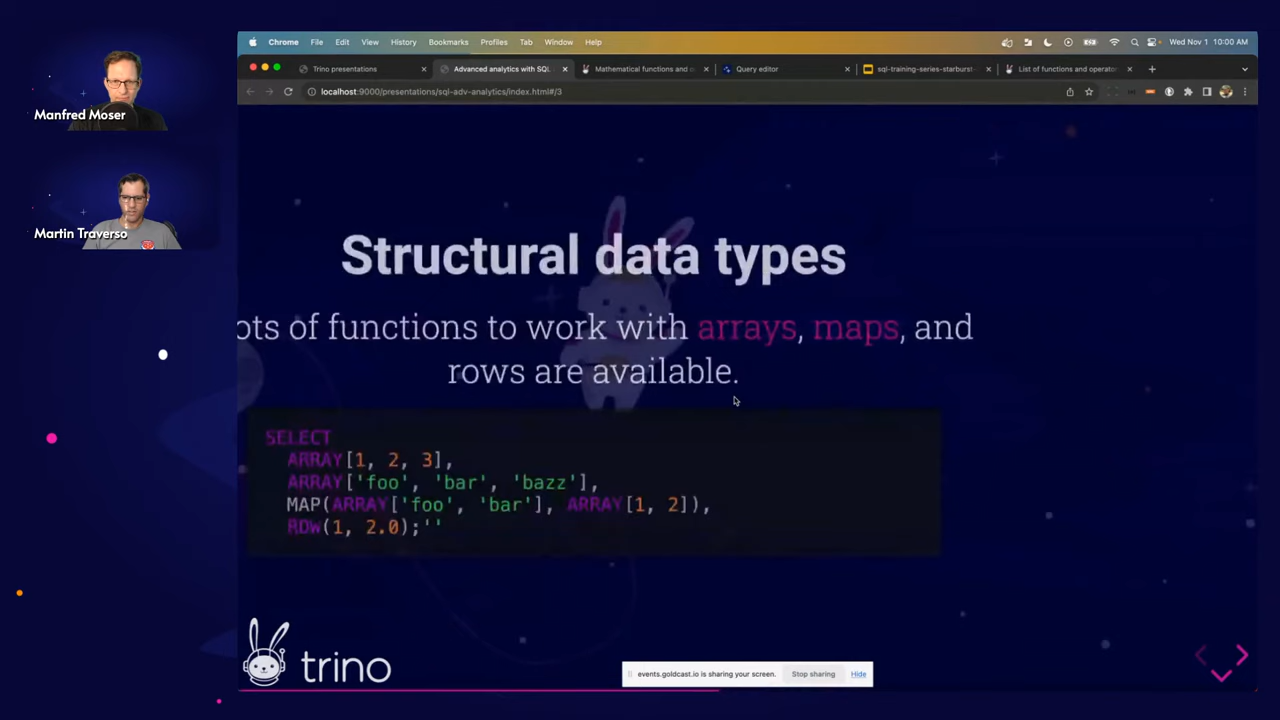 Chrome File Edit View History Bookmarks Profiles Tab Window Help Wed Nov 1 10:00 AM
Trino presentations Advanced analytics with SQL Mathematical functions and Query editor sql-training-series-starburst List of functions and operator
localhost:9000/presentations/sql-adv-analytics/index.html#/3
Manfred Moser
Martin Traverso
Structural data types
ots of functions to work with arrays, maps, and
rows are available.
SELECT
ARRAY[1, 2, 3],
ARRAY['foo', 'bar', 'bazz'],
MAP(ARRAY['foo', 'bar'], ARRAY[1, 2]),
ROW(1, 2.0);''
trino
events.goldcast.io is sharing your screen. Stop sharing Hide